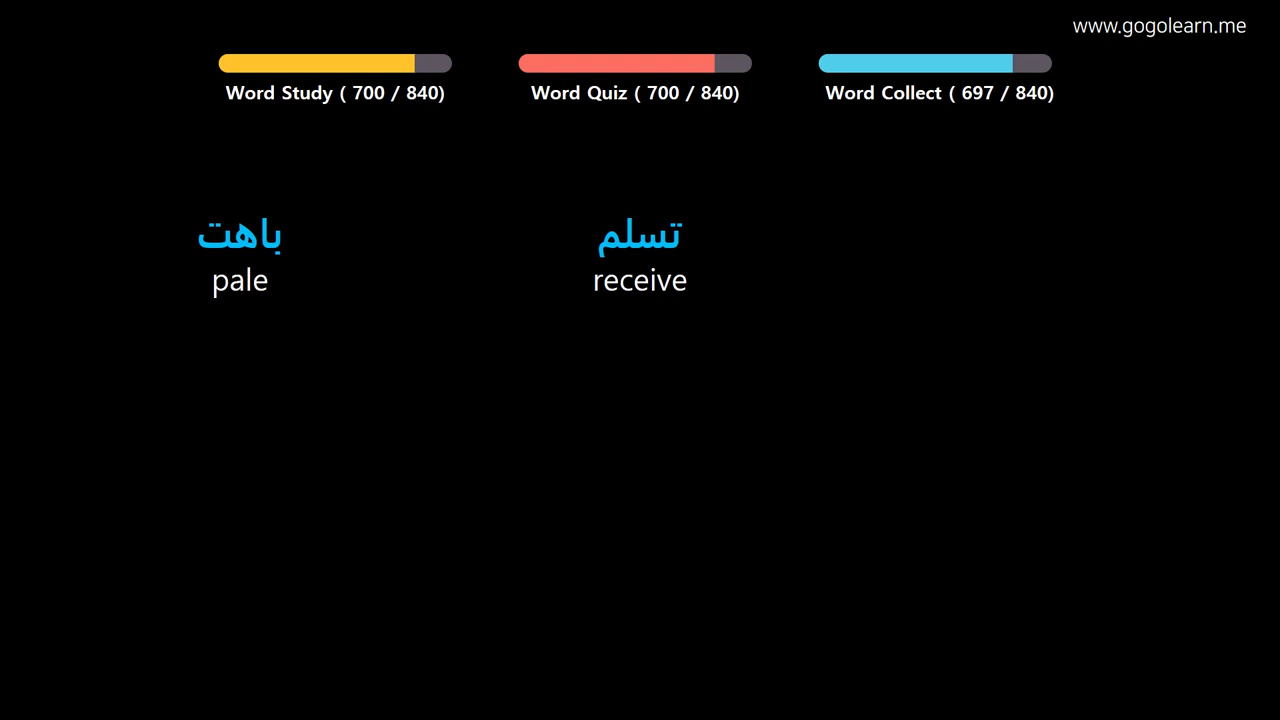 www.gogolearn.me
Word Study ( 700 / 840)
Word Quiz ( 700 / 840)
Word Collect ( 697 / 840)
باهت
pale
تسلم
receive